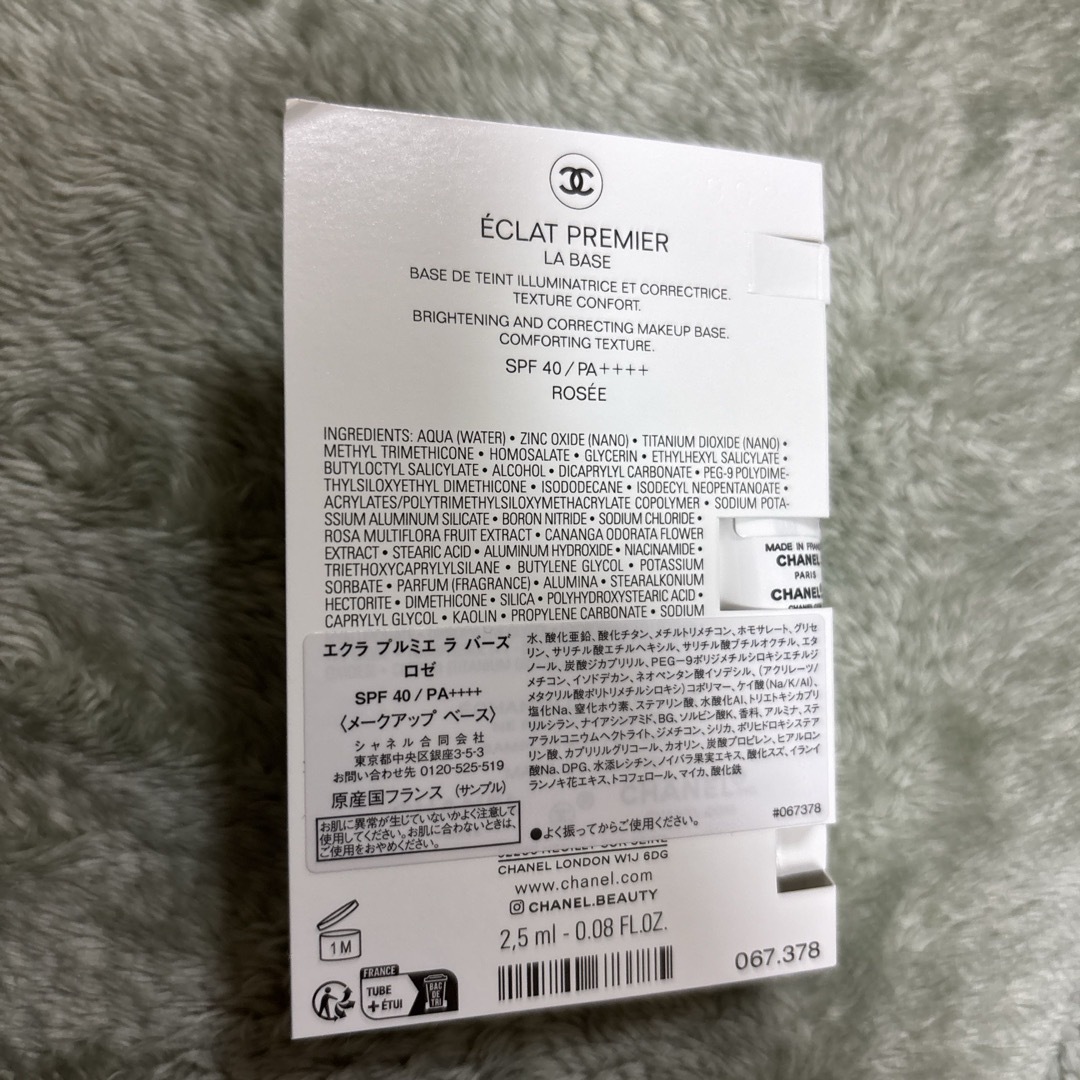 ÉCLAT PREMIER
LA BASE
BASE DE TEINT ILLUMINATRICE ET CORRECTRICE.
TEXTURE CONFORT.
BRIGHTENING AND CORRECTING MAKEUP BASE.
COMFORTING TEXTURE.
SPF 40 / PA++++
ROSÉE
INGREDIENTS: AQUA (WATER) • ZINC OXIDE (NANO) • TITANIUM DIOXIDE (NANO) •
METHYL TRIMETHICONE • HOMOSALATE • GLYCERIN • ETHYLHEXYL SALICYLATE •
BUTYLOCTYL SALICYLATE • ALCOHOL • DICAPRYLYL CARBONATE • PEG-9 POLYDIME-
THYLSILOXYETHYL DIMETHICONE • ISODODECANE • ISODECYL NEOPENTANOATE •
ACRYLATES/POLYTRIMETHYLSILOXYMETHACRYLATE COPOLYMER • SODIUM POTA-
SSIUM ALUMINUM SILICATE • BORON NITRIDE • SODIUM CHLORIDE •
ROSA MULTIFLORA FRUIT EXTRACT • CANANGA ODORATA FLOWER
EXTRACT • STEARIC ACID • ALUMINUM HYDROXIDE • NIACINAMIDE •
TRIETHOXYCAPRYLYLSILANE • BUTYLENE GLYCOL • POTASSIUM
SORBATE • PARFUM (FRAGRANCE) • ALUMINA • STEARALKONIUM
HECTORITE • DIMETHICONE • SILICA • POLYHYDROXYSTEARIC ACID •
CAPRYLYL GLYCOL • KAOLIN • PROPYLENE CARBONATE • SODIUM
MADE IN FRANC
CHANEL
PARIS
CHANEL
エクラ プルミエ ラ バーズ
ロゼ
SPF 40 / PA++++
〈メークアップ ベース〉
シャネル合同会社
東京都中央区銀座3-5-3
お問い合わせ先 0120-525-519
原産国フランス (サンプル)
お肌に異常が生じていないかよく注意して
使用してください。お肌に合わないときは、
ご使用をおやめください。
水、酸化亜鉛、酸化チタン、メチルトリメチコン、ホモサレート、グリセ
リン、サリチル酸エチルヘキシル、サリチル酸ブチルオクチル、エタ
ノール、炭酸ジカプリリル、PEG-9ポリジメチルシロキシエチルジ
メチコン、イソドデカン、ネオペンタン酸イソデシル、(アクリレーツ/
メタクリル酸ポリトリメチルシロキシ)コポリマー、ケイ酸(Na/K/Al)、
塩化Na、窒化ホウ素、ステアリン酸、水酸化Al、トリエトキシカプリ
リルシラン、ナイアシンアミド、BG、ソルビン酸K、香料、アルミナ、ステ
アラルコニウムヘクトライト、ジメチコン、シリカ、ポリヒドロキシステア
リン酸、カプリリルグリコール、カオリン、炭酸プロピレン、ヒアルロン
酸Na、DPG、水添レシチン、ノイバラ果実エキス、酸化スズ、イランイ
ランノキ花エキス、トコフェロール、マイカ、酸化鉄
#067378
●よく振ってからご使用ください。
CHANEL LONDON W1J 6DG
www.chanel.com
CHANEL.BEAUTY
2,5 ml - 0.08 FL.OZ.
067.378
1M
FRANCE
TUBE
+ ÉTUI
BAC
DE
TRI